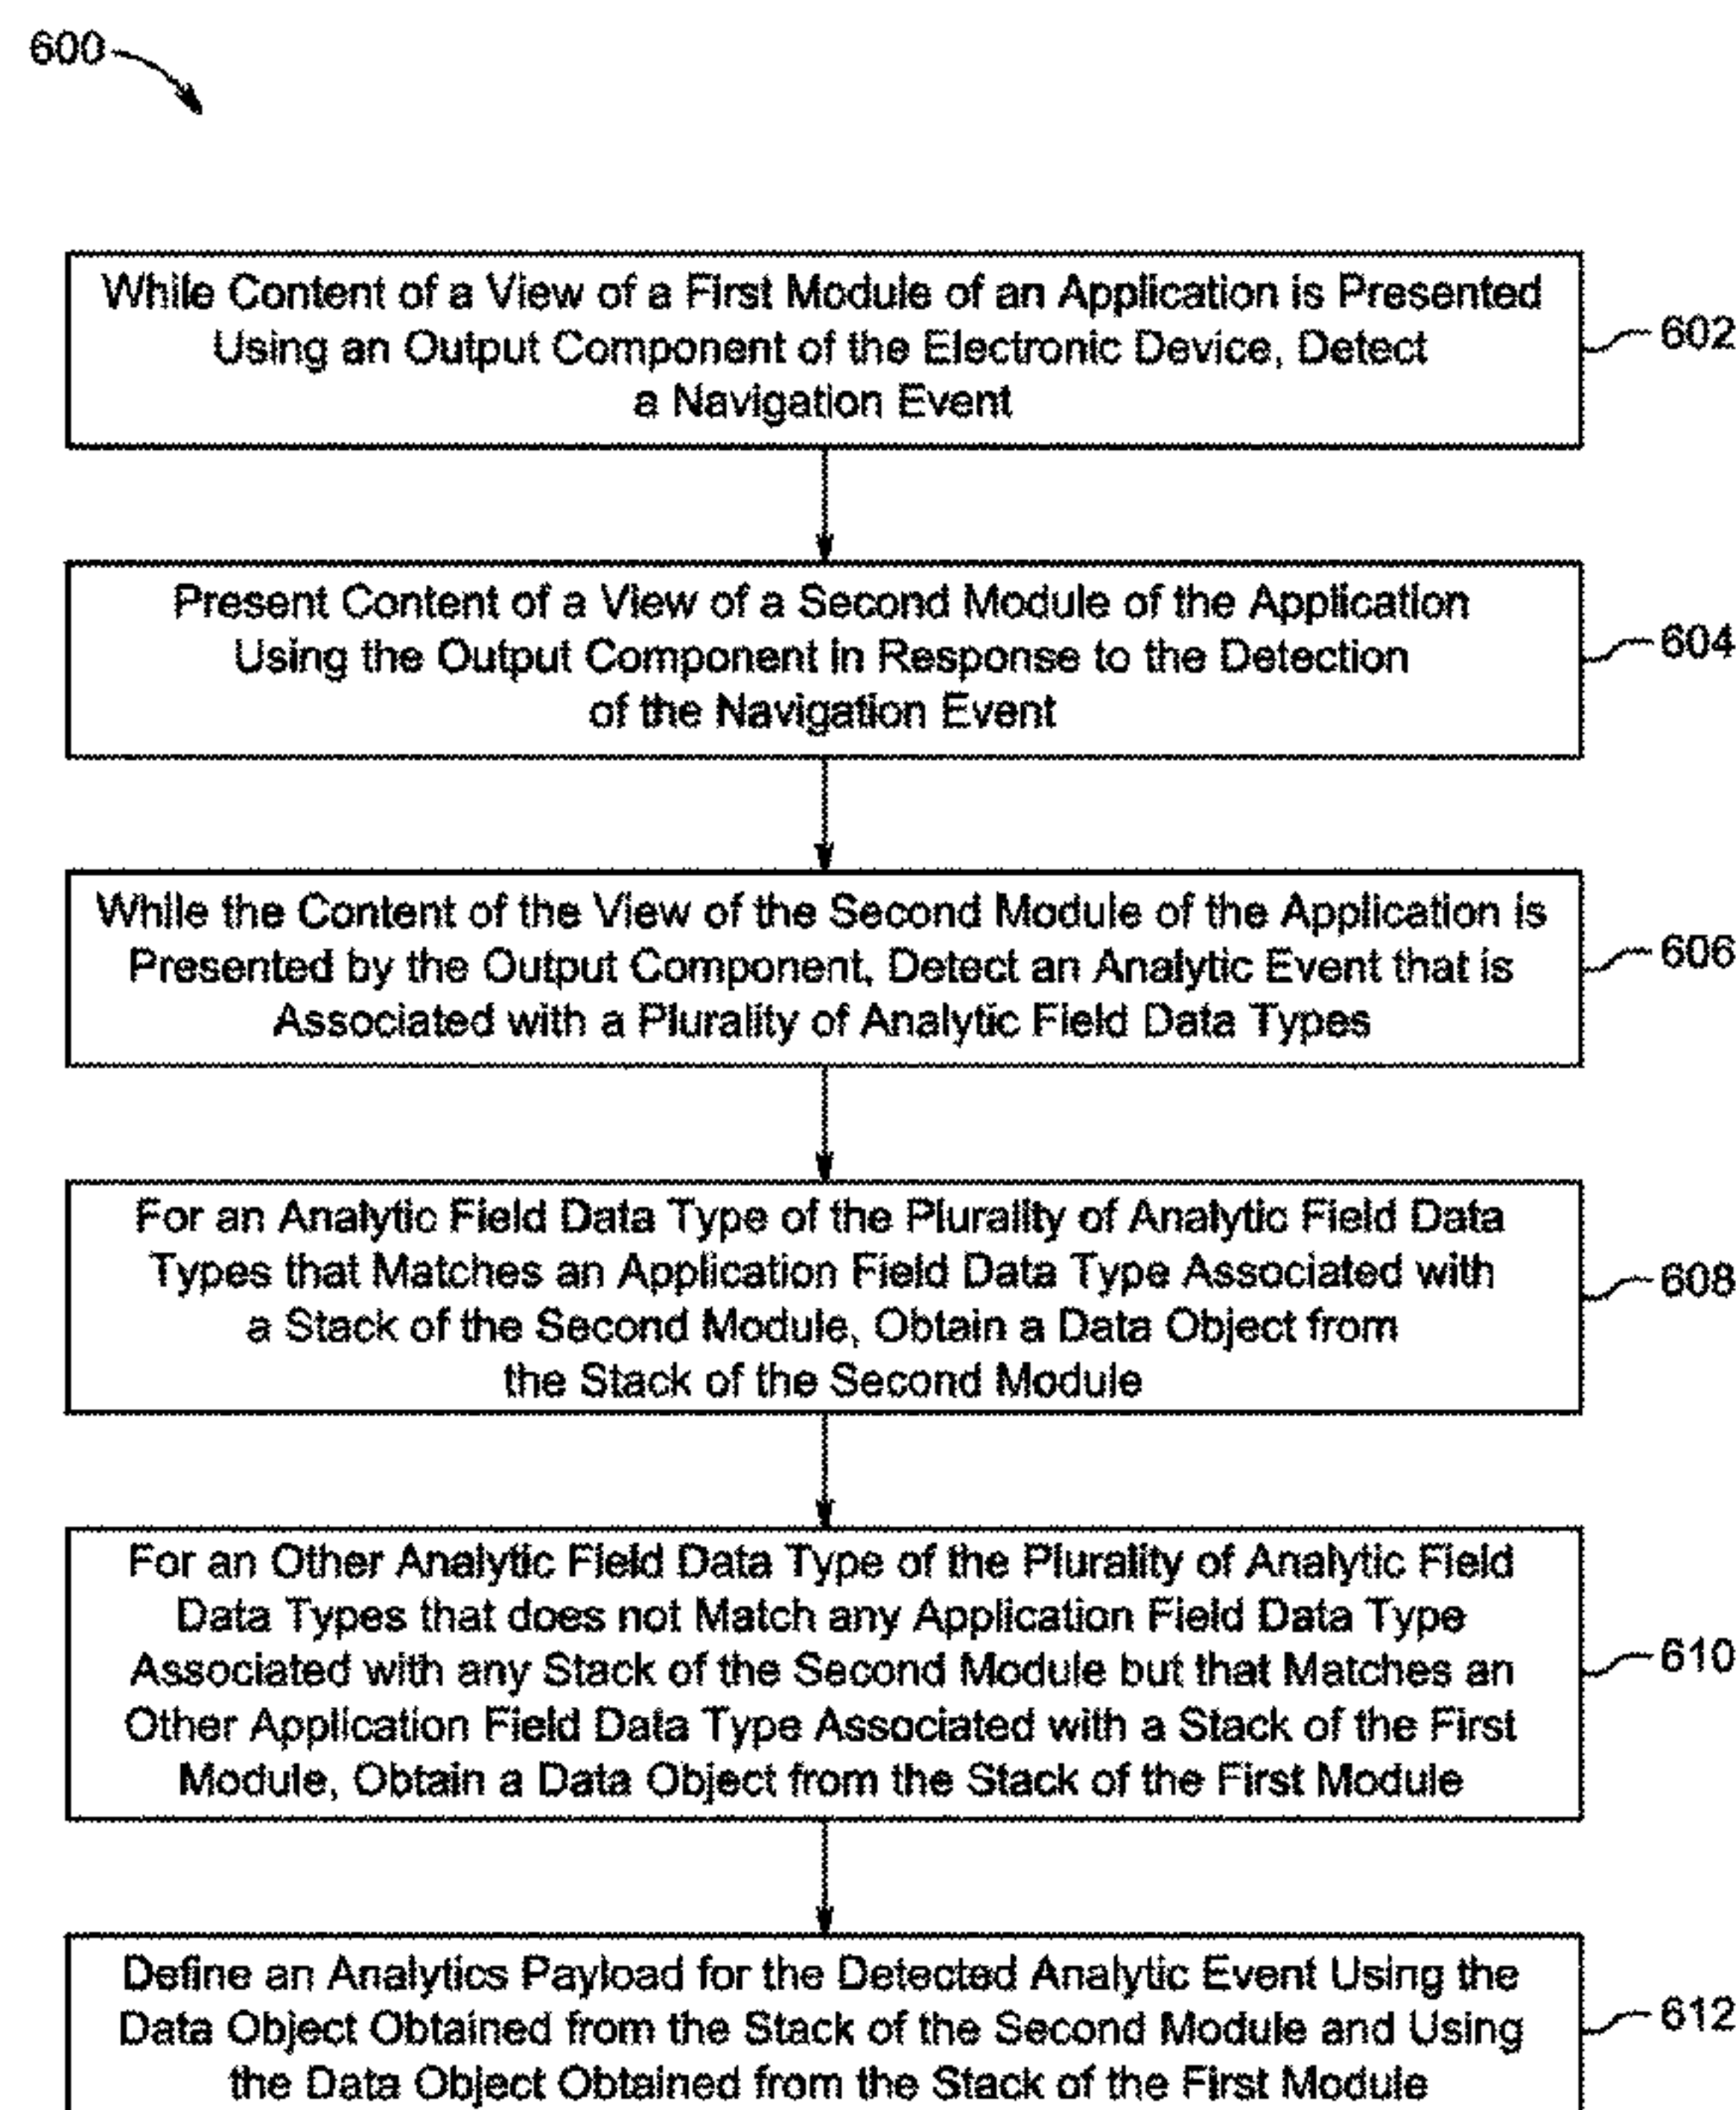 600
While Content of a View of a First Module of an Application is Presented
Using an Output Component of the Electronic Device, Detect
a Navigation Event
602
Present Content of a View of a Second Module of the Application
Using the Output Component in Response to the Detection
of the Navigation Event
604
While the Content of the View of the Second Module of the Application is
Presented by the Output Component, Detect an Analytic Event that is
Associated with a Plurality of Analytic Field Data Types
606
For an Analytic Field Data Type of the Plurality of Analytic Field Data
Types that Matches an Application Field Data Type Associated with
a Stack of the Second Module, Obtain a Data Object from
the Stack of the Second Module
608
For an Other Analytic Field Data Type of the Plurality of Analytic Field
Data Types that does not Match any Application Field Data Type
Associated with any Stack of the Second Module but that Matches an
Other Application Field Data Type Associated with a Stack of the First
Module, Obtain a Data Object from the Stack of the First Module
610
Define an Analytics Payload for the Detected Analytic Event Using the
Data Object Obtained from the Stack of the Second Module and Using
the Data Object Obtained from the Stack of the First Module
612